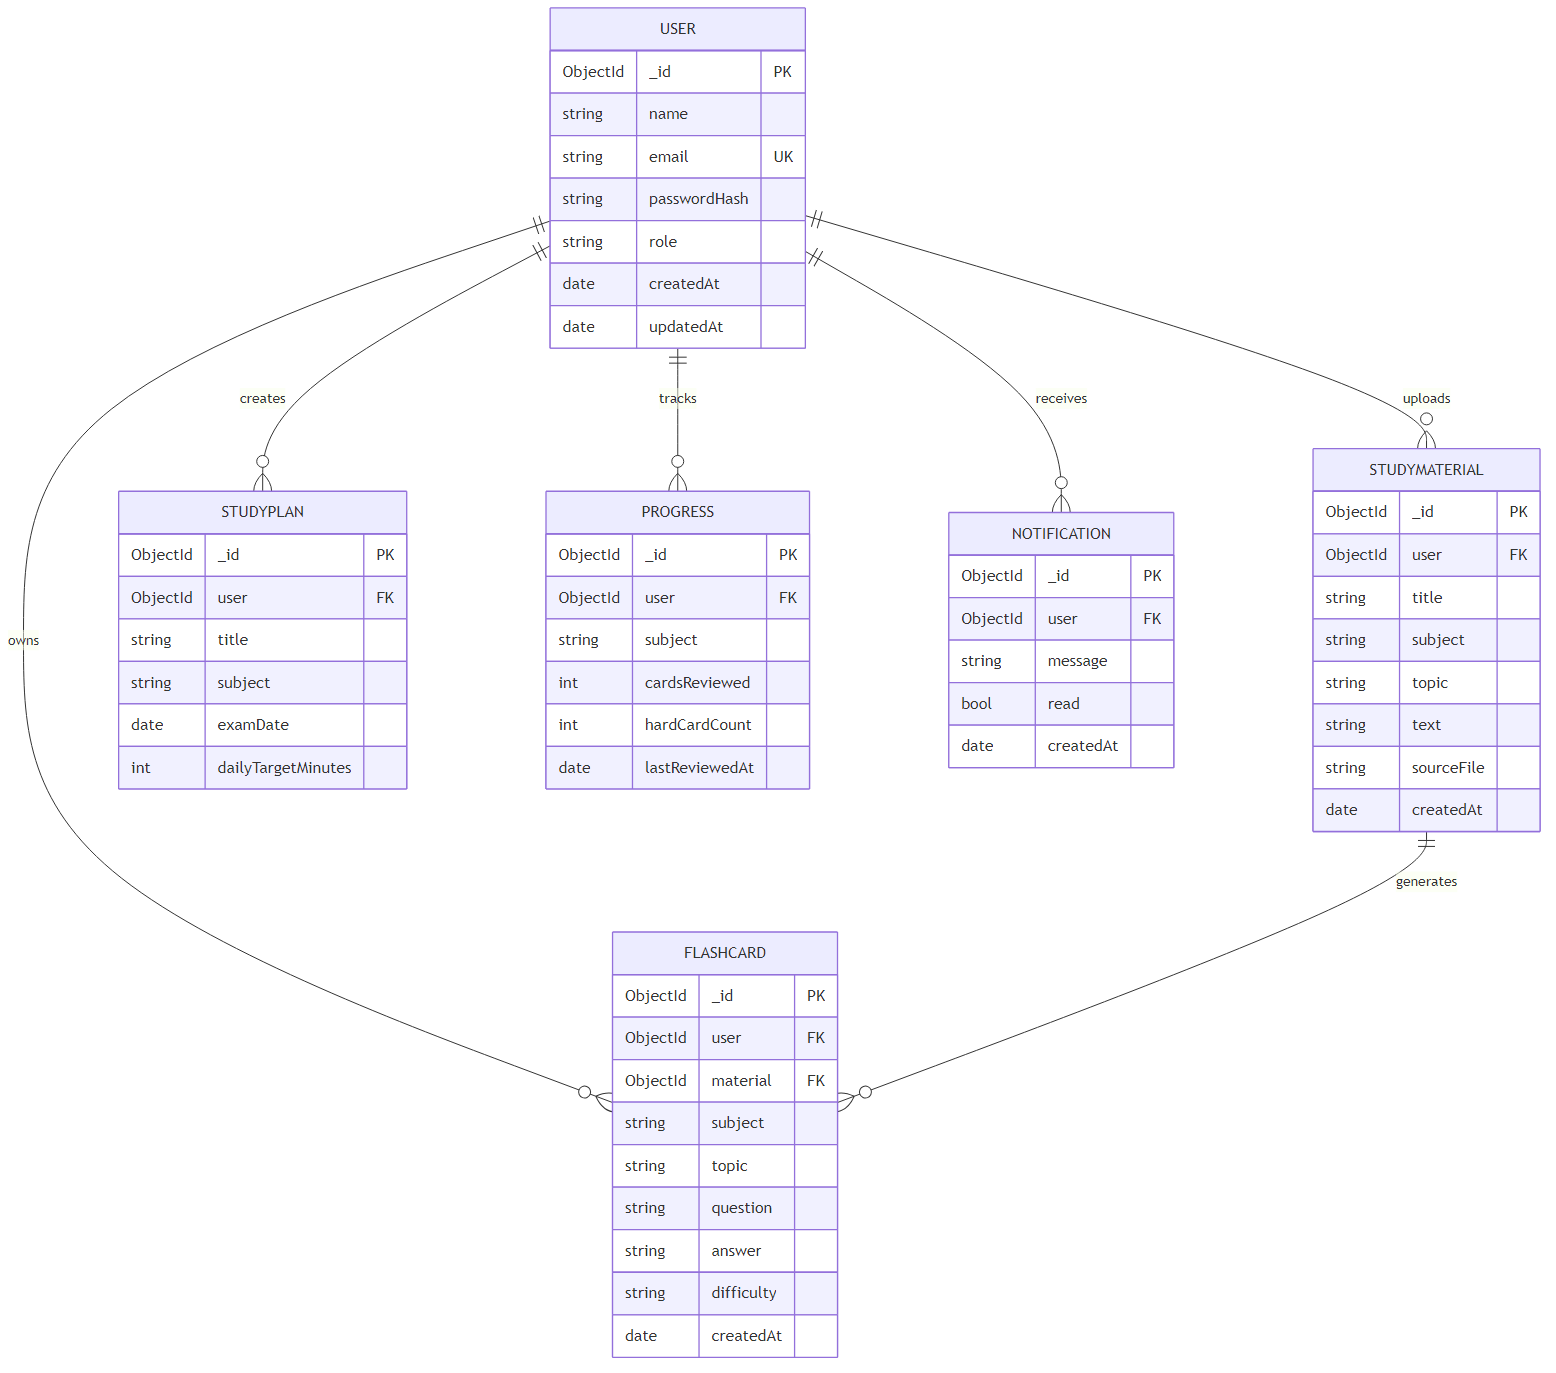 USER
ObjectId _id PK
string name
string email UK
string passwordHash
string role
date createdAt
date updatedAt
creates
tracks
receives
uploads
STUDYPLAN
ObjectId _id PK
ObjectId user FK
string title
string subject
date examDate
int dailyTargetMinutes
PROGRESS
ObjectId _id PK
ObjectId user FK
string subject
int cardsReviewed
int hardCardCount
date lastReviewedAt
NOTIFICATION
ObjectId _id PK
ObjectId user FK
string message
bool read
date createdAt
STUDYMATERIAL
ObjectId _id PK
ObjectId user FK
string title
string subject
string topic
string text
string sourceFile
date createdAt
owns
generates
FLASHCARD
ObjectId _id PK
ObjectId user FK
ObjectId material FK
string subject
string topic
string question
string answer
string difficulty
date createdAt